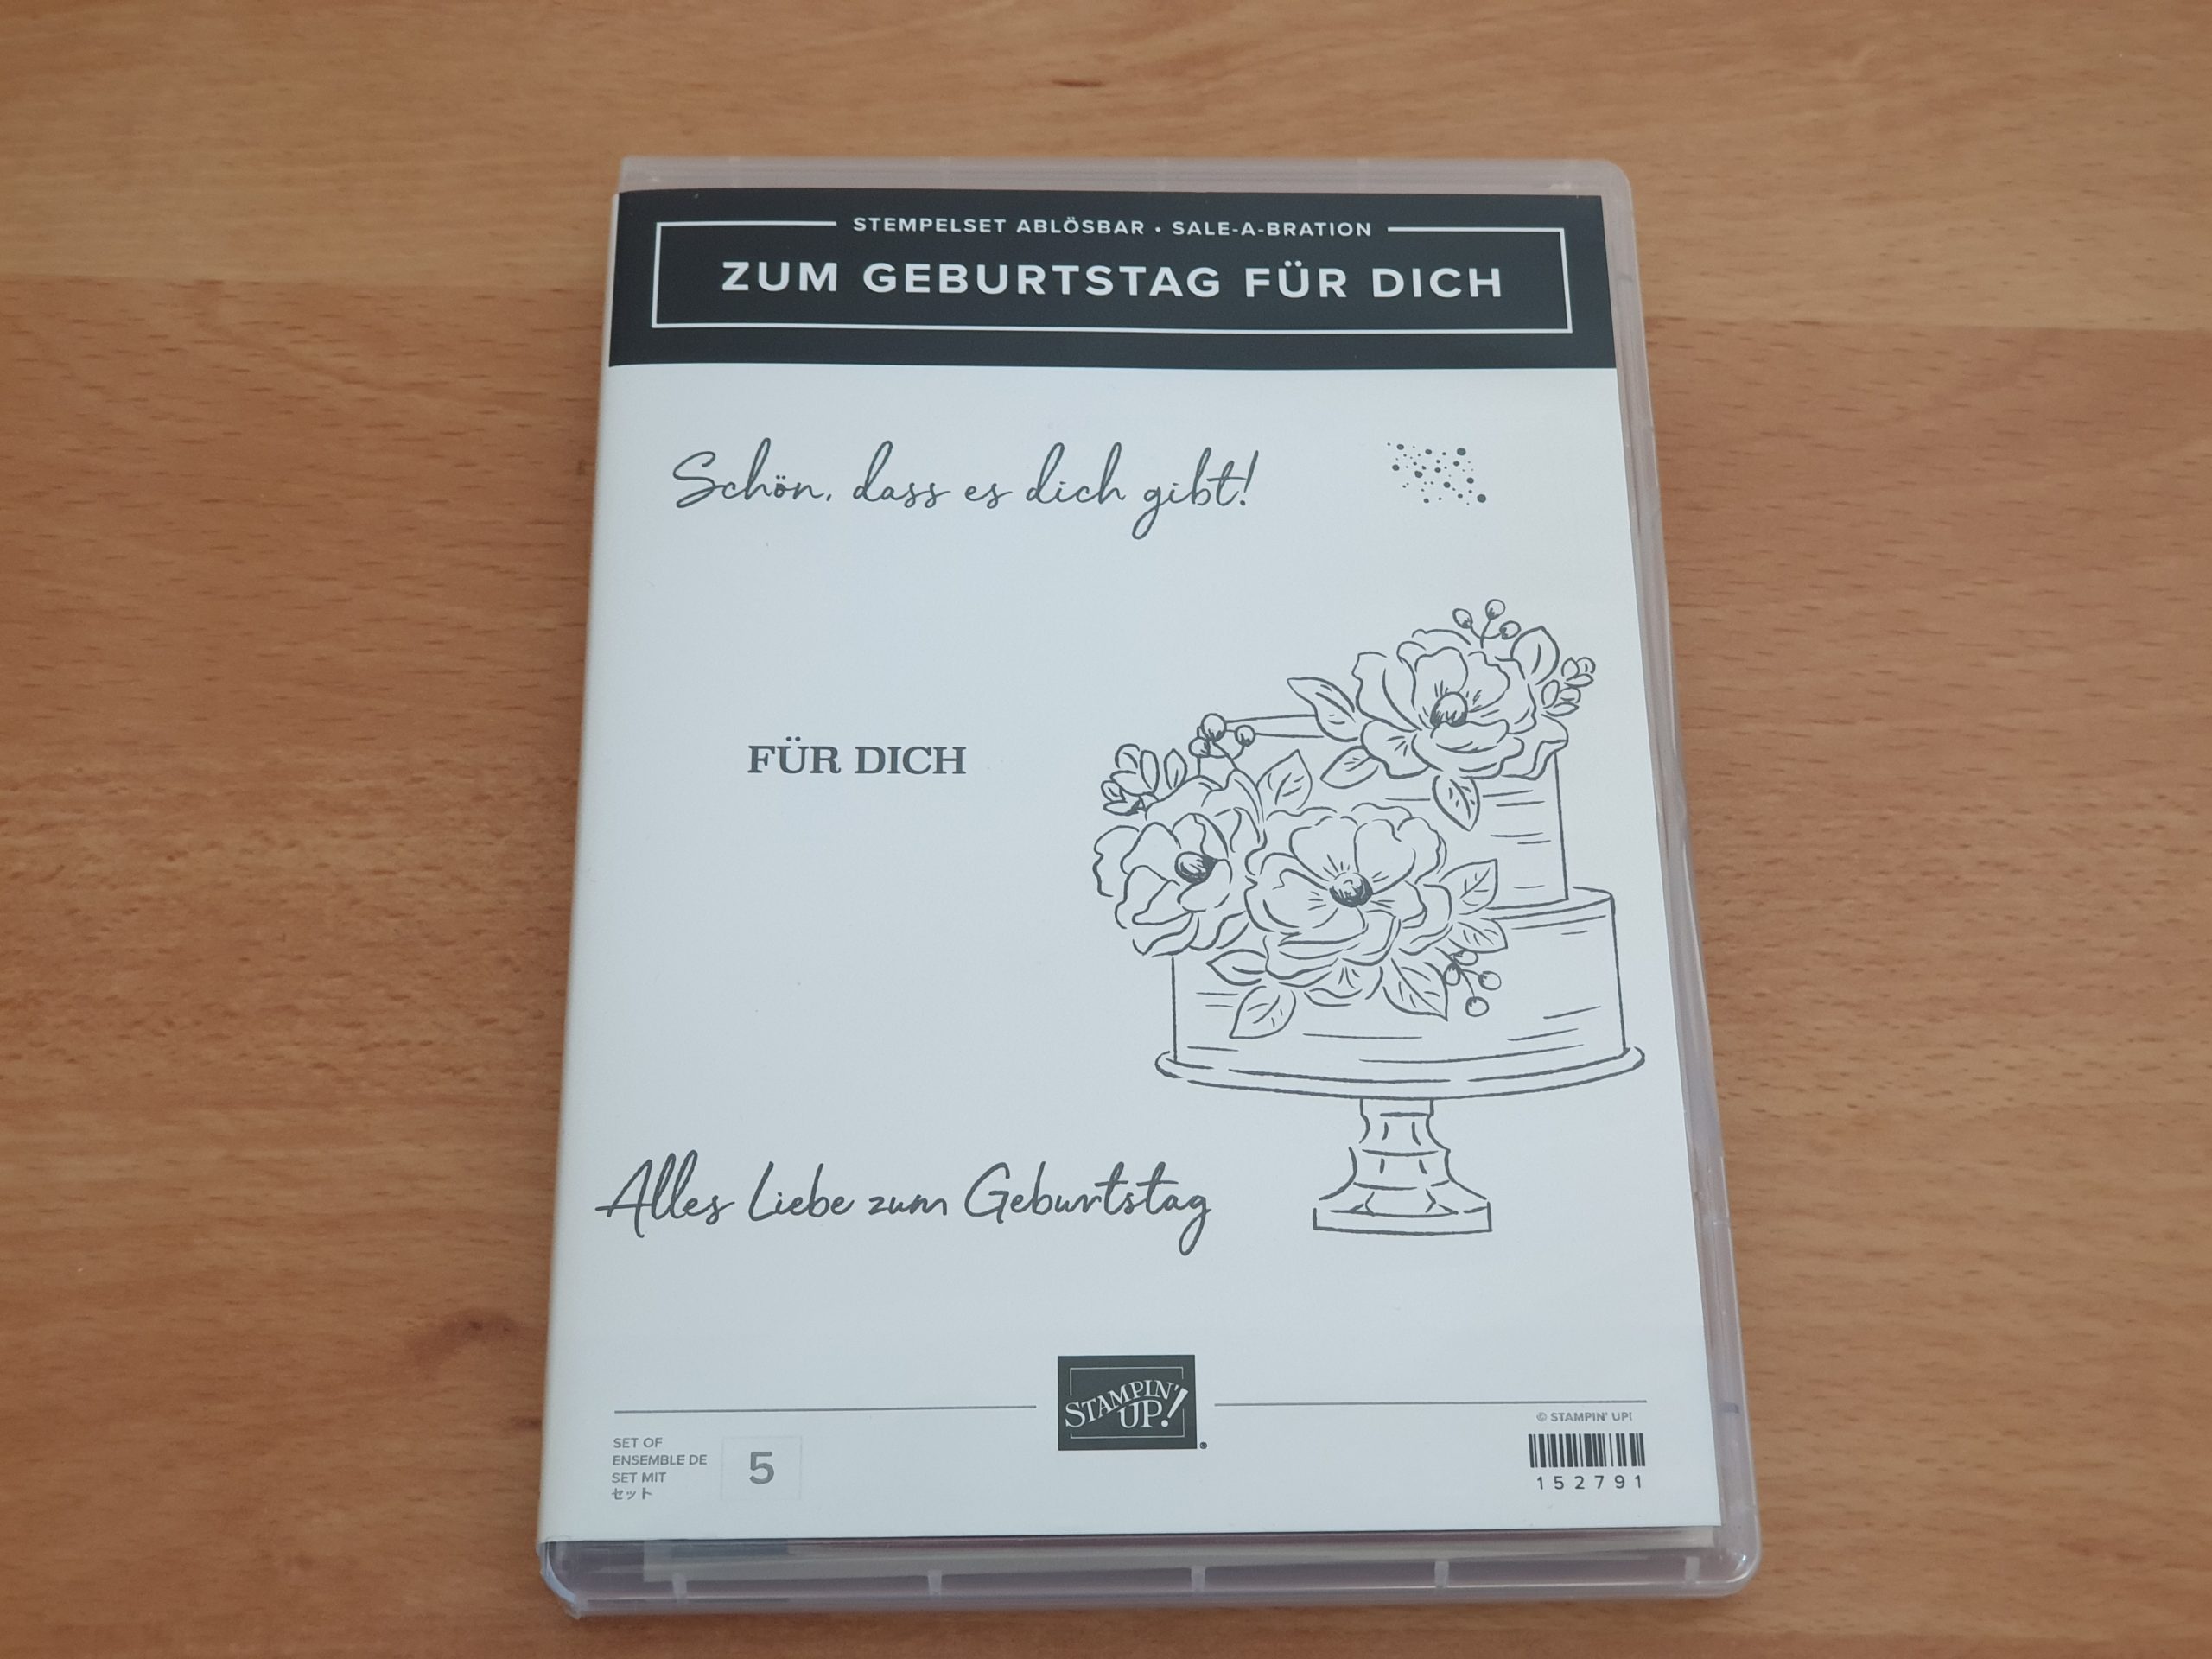 STEMPELSET ABLÖSBAR • SALE-A-BRATION
ZUM GEBURTSTAG FÜR DICH
Schön, dass es dich gibt!
FÜR DICH
Alles Liebe zum Geburtstag
STAMPIN' UP!®
© STAMPIN' UP!
SET OF
ENSEMBLE DE
SET MIT
セット
5
152791